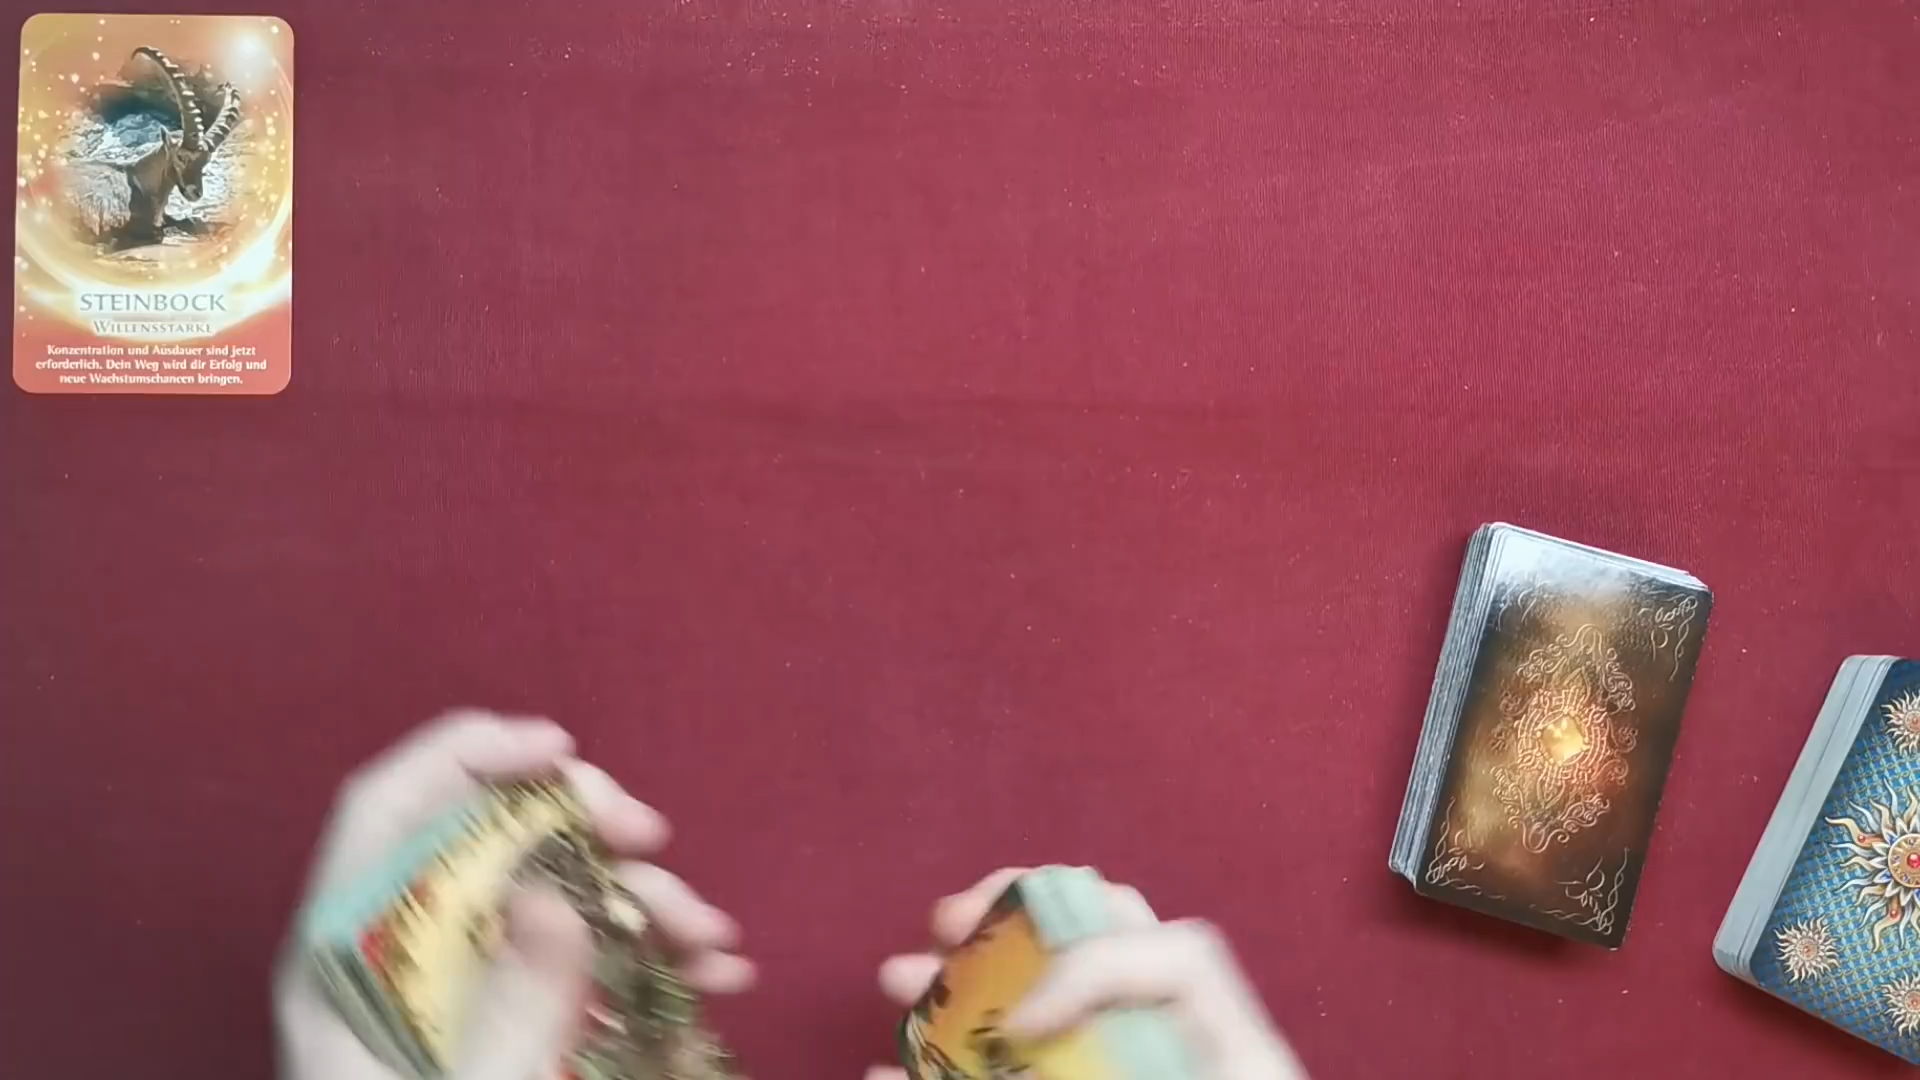 STEINBOCK
WILLENSSTÄRKE
Konzentration und Ausdauer sind jetzt
erforderlich. Dein Weg wird dir Erfolg und
neue Wachstumschancen bringen.